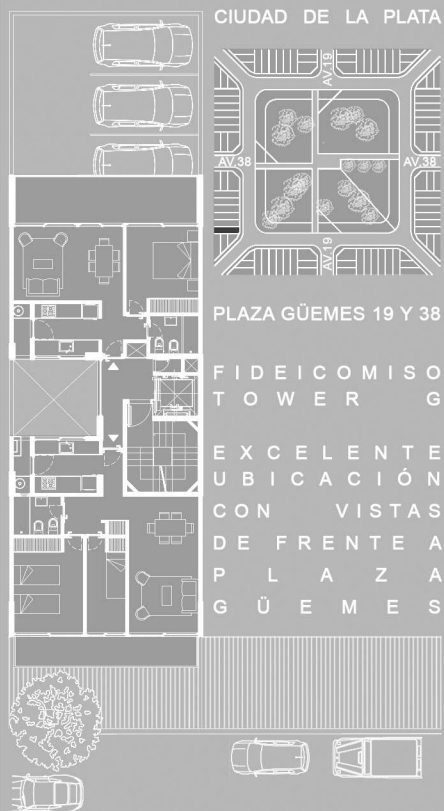 CIUDAD DE LA PLATA
AV.19
AV.38
AV.38
AV.19
PLAZA GÜEMES 19 Y 38
FIDEICOMISO
TOWER G
EXCELENTE
UBICACIÓN
CON VISTAS
DE FRENTE A
PLAZA
GÜEMES